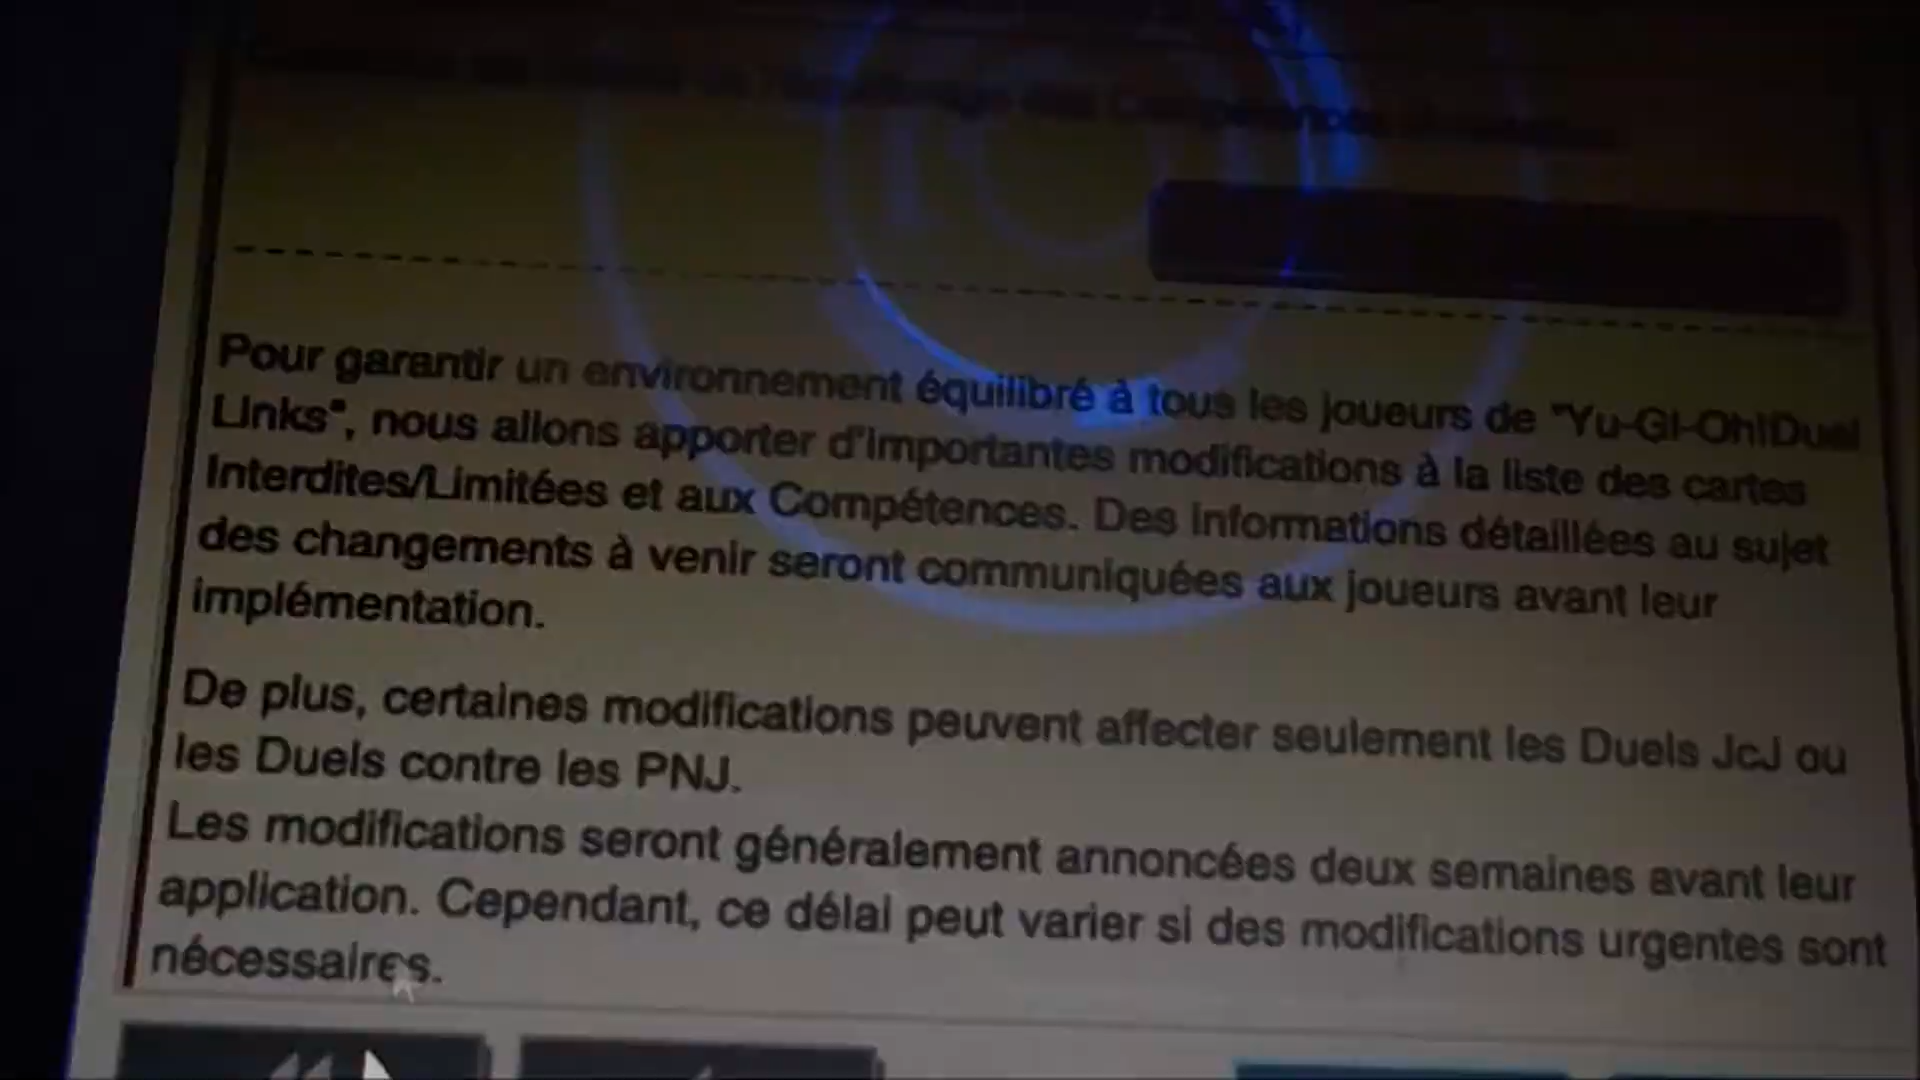 Pour garantir un environnement équilibré à tous les joueurs de "Yu-Gi-Oh!Duel
Links", nous allons apporter d'importantes modifications à la liste des cartes
Interdites/Limitées et aux Compétences. Des informations détaillées au sujet
des changements à venir seront communiquées aux joueurs avant leur
implémentation.
De plus, certaines modifications peuvent affecter seulement les Duels JcJ ou
les Duels contre les PNJ.
Les modifications seront généralement annoncées deux semaines avant leur
application. Cependant, ce délai peut varier si des modifications urgentes sont
nécessaires.